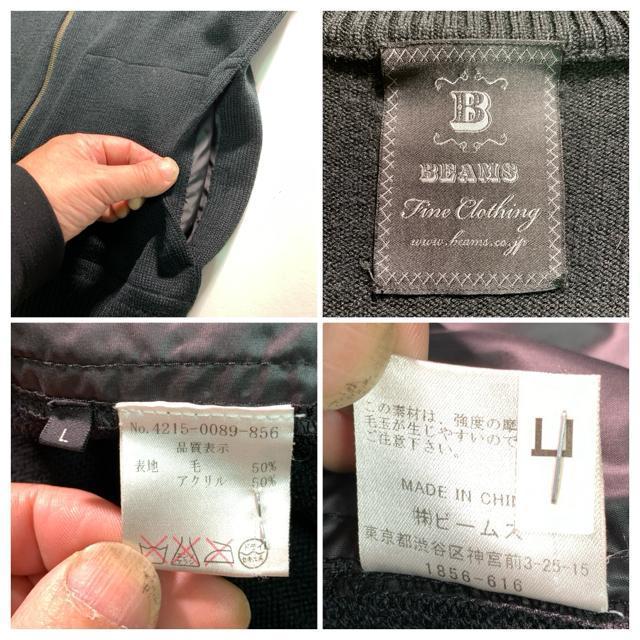 B
BEAMS
Fine Clothing
www.beams.co.jp
L
No.4215-0089-856
品質表示
表地 毛 50%
アクリル 50%
ドライ
この素材は、強度の摩
毛玉が生じやすいので
ご注意下さい。
MADE IN CHIN
㈱ビームス
東京都渋谷区神宮前3-25-15
1856-616